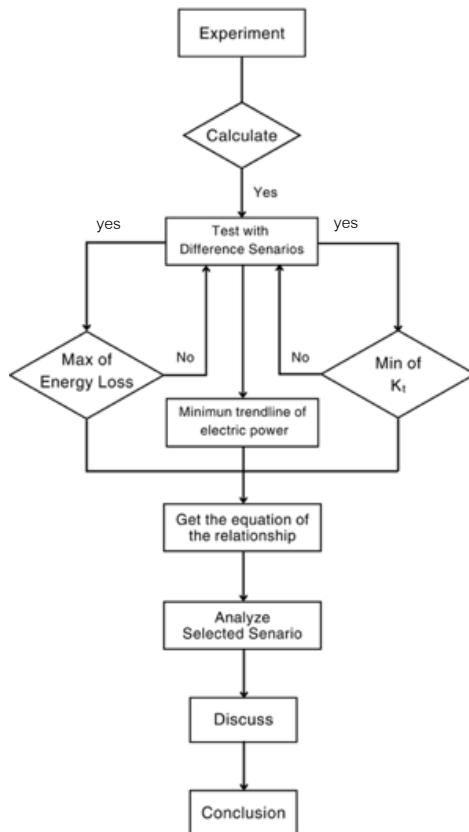 Experiment
Calculate
Yes
yes
yes
Test with
Difference Senarios
Max of
Energy Loss
No
No
Min of
Kₜ
Minimun trendline of
electric power
Get the equation of
the relationship
Analyze
Selected Senario
Discuss
Conclusion